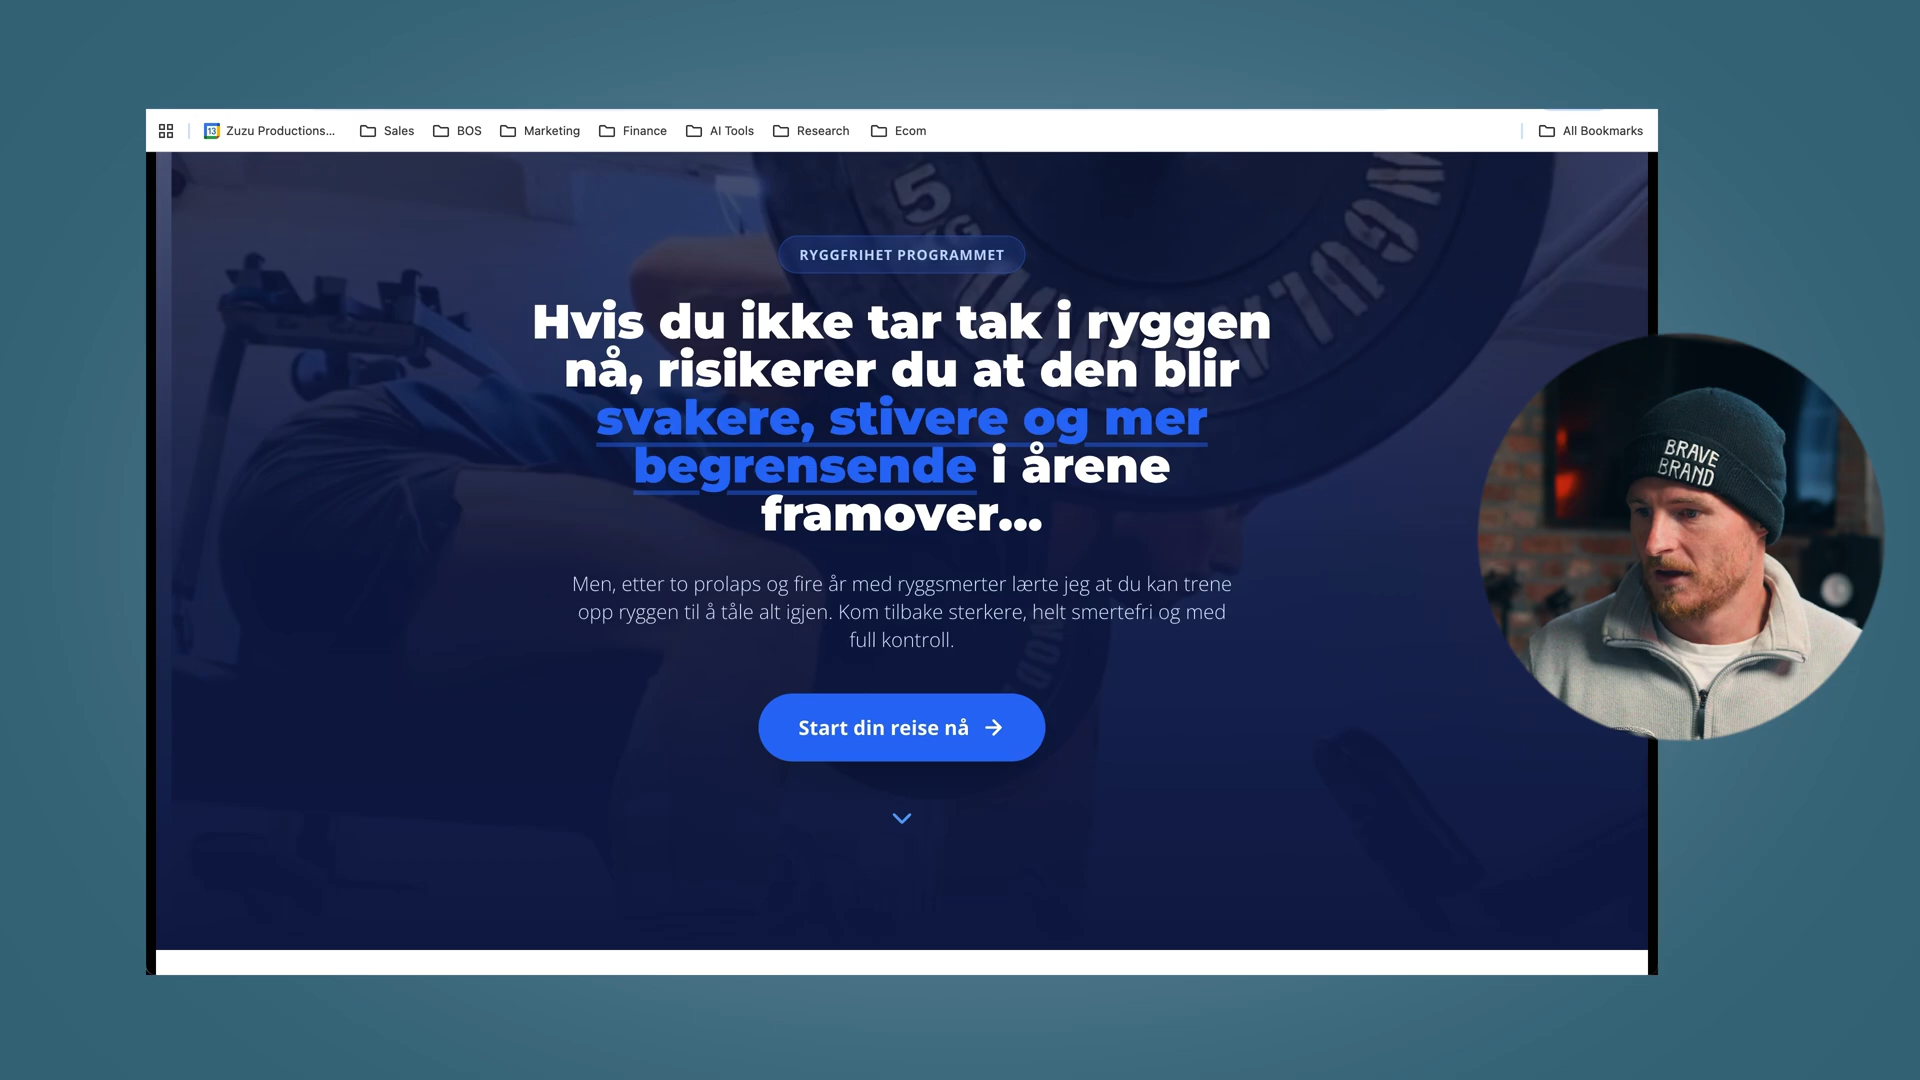 13 Zuzu Productions... Sales BOS Marketing Finance AI Tools Research Ecom All Bookmarks
5
RYGGFRIHET PROGRAMMET
Hvis du ikke tar tak i ryggen
nå, risikerer du at den blir
svakere, stivere og mer
begrensende i årene
framover...
Men, etter to prolaps og fire år med ryggsmerter lærte jeg at du kan trene
opp ryggen til å tåle alt igjen. Kom tilbake sterkere, helt smertefri og med
full kontroll.
Start din reise nå
BRAVE
BRAND